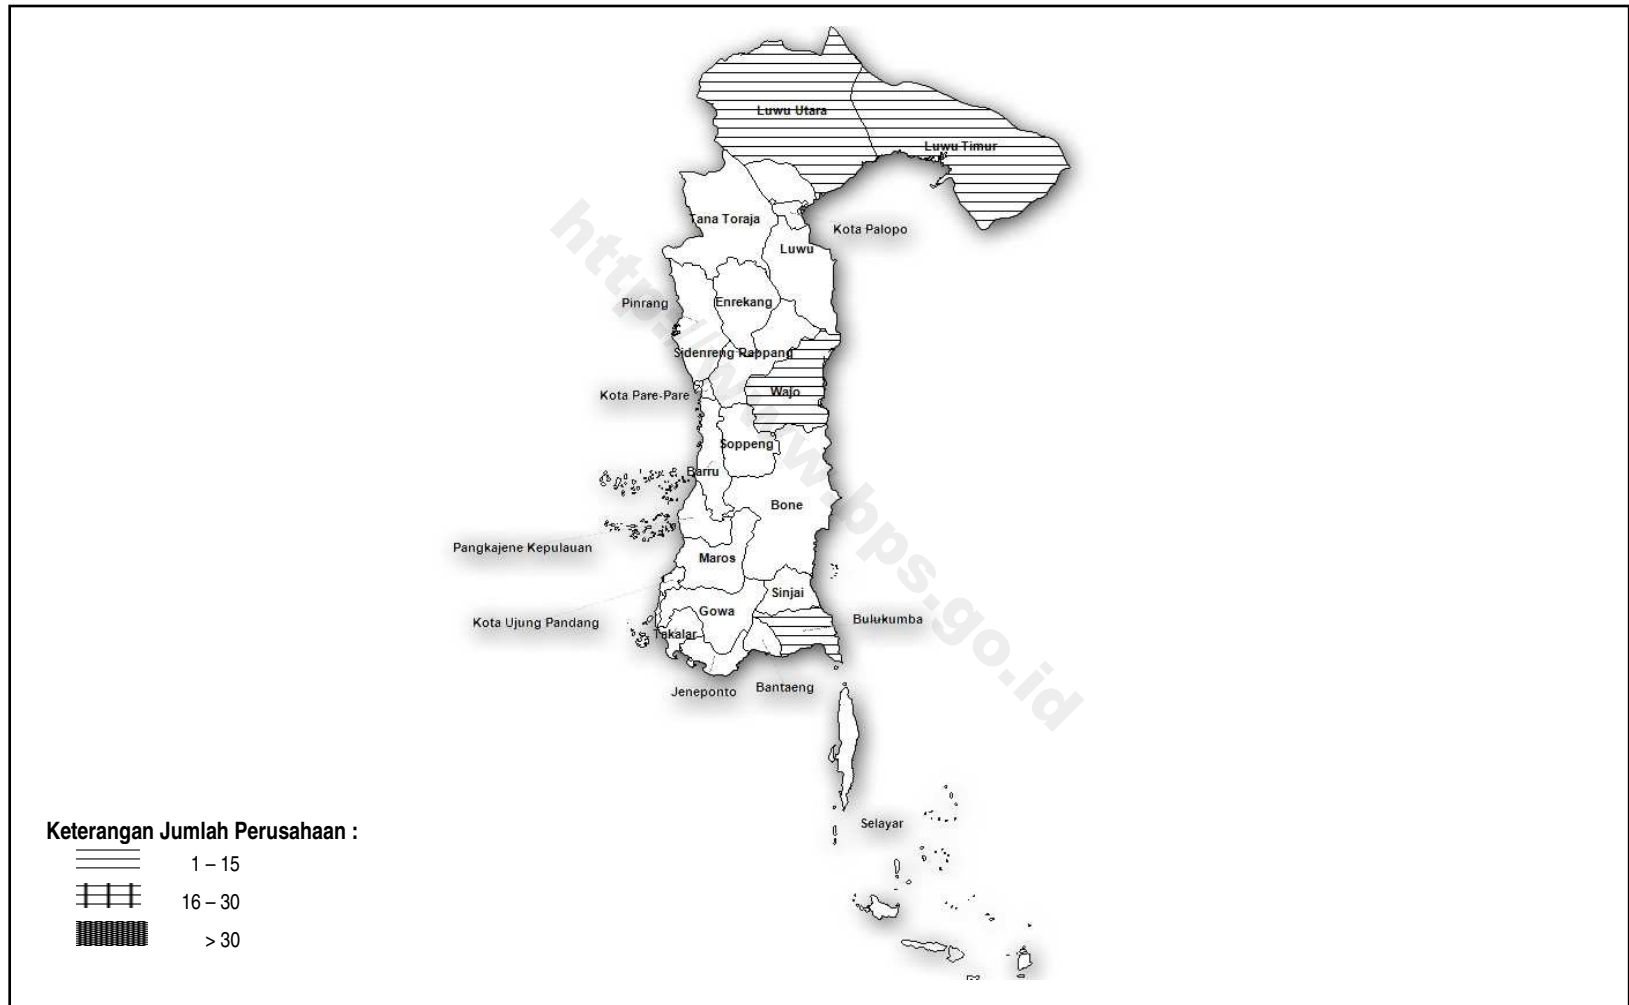 Luwu Utara
Luwu Timur
Tana Toraja
Kota Palopo
Luwu
Pinrang
Enrekang
Sidenreng Rappang
Kota Pare-Pare
Wajo
Soppeng
Barru
Bone
Pangkajene Kepulauan
Maros
Sinjai
Gowa
Bulukumba
Kota Ujung Pandang
Takalar
Jeneponto
Bantaeng
Selayar
http://www.bps.go.id
Keterangan Jumlah Perusahaan :
1 – 15
16 – 30
> 30